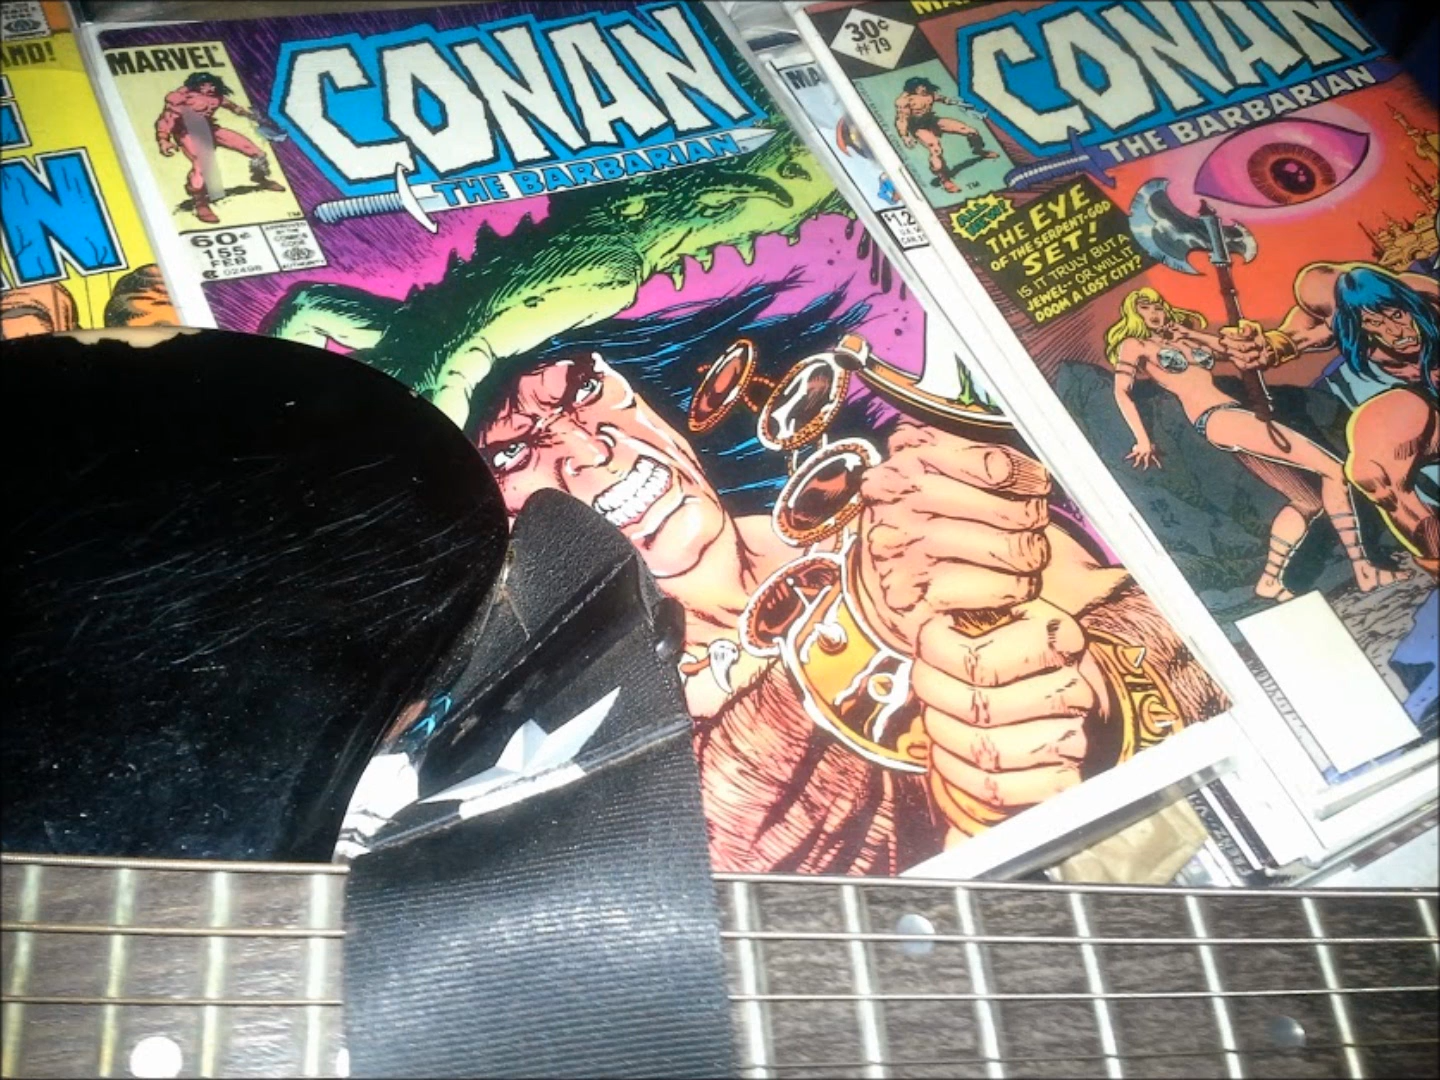 MARVEL
CONAN
THE BARBARIAN
60¢
155
FEB
02498
30¢
#79
CONAN
THE BARBARIAN
THE EYE
OF THE SERPENT-GOD
SET!
IS IT TRULY BUT A
JEWEL--OR WILL IT
DOOM A LOST CITY?
AND!
N